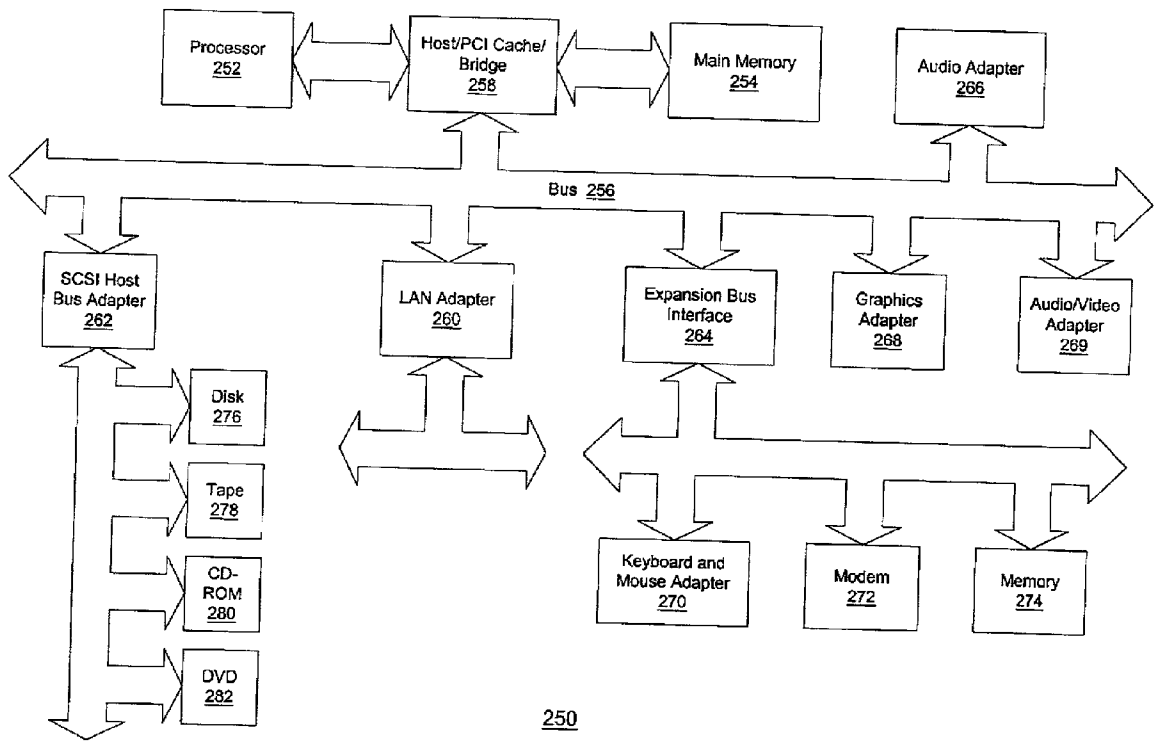 Processor
252
Host/PCI Cache/
Bridge
258
Main Memory
254
Audio Adapter
266
Bus 256
SCSI Host
Bus Adapter
262
LAN Adapter
260
Expansion Bus
Interface
264
Graphics
Adapter
268
Audio/Video
Adapter
269
Disk
276
Tape
278
CD-
ROM
280
DVD
282
Keyboard and
Mouse Adapter
270
Modem
272
Memory
274
250